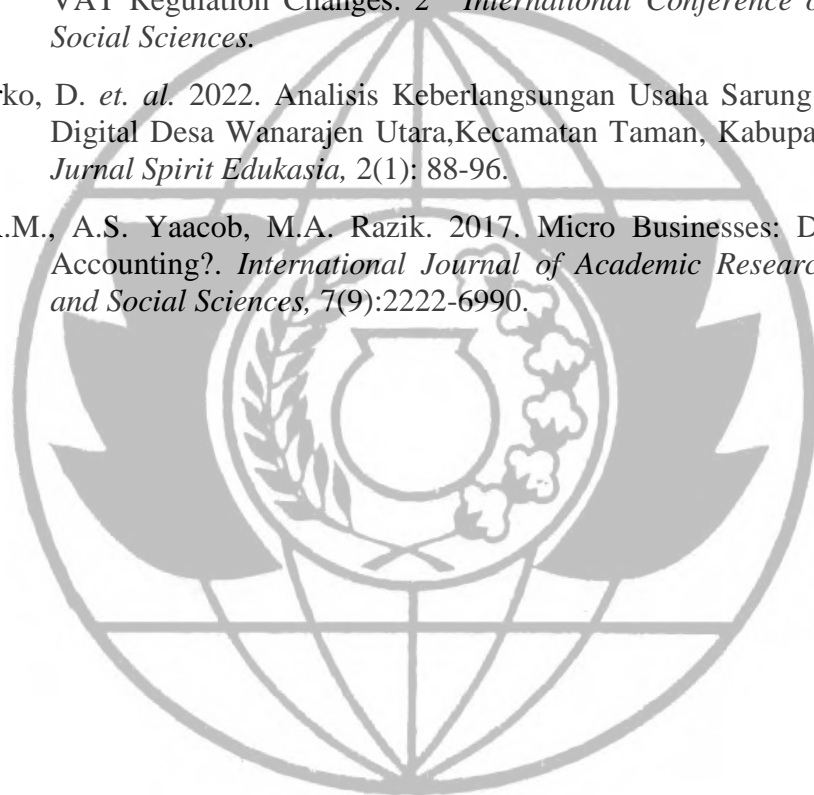 VAT Regulation Changes. 2 International Conference o
Social Sciences.
rko, D. et. al. 2022. Analisis Keberlangsungan Usaha Sarung
Digital Desa Wanarajen Utara,Kecamatan Taman, Kabupa
Jurnal Spirit Edukasia, 2(1): 88-96.
.M., A.S. Yaacob, M.A. Razik. 2017. Micro Businesses: D
Accounting?. International Journal of Academic Researc
and Social Sciences, 7(9):2222-6990.